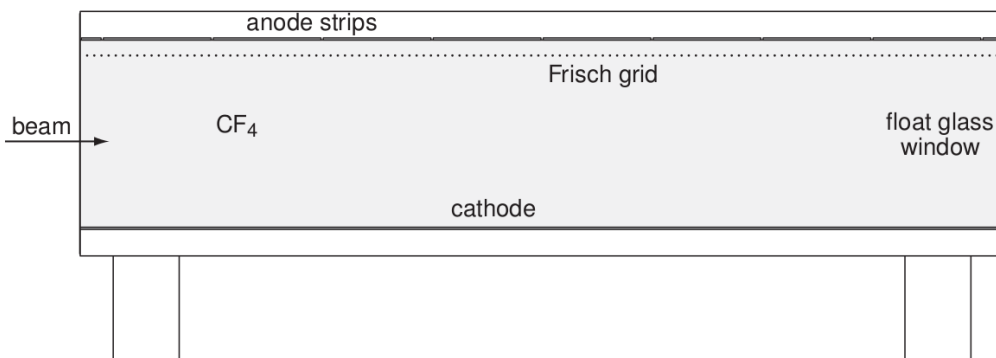 anode strips
Frisch grid
beam
CF₄
float glass
window
cathode